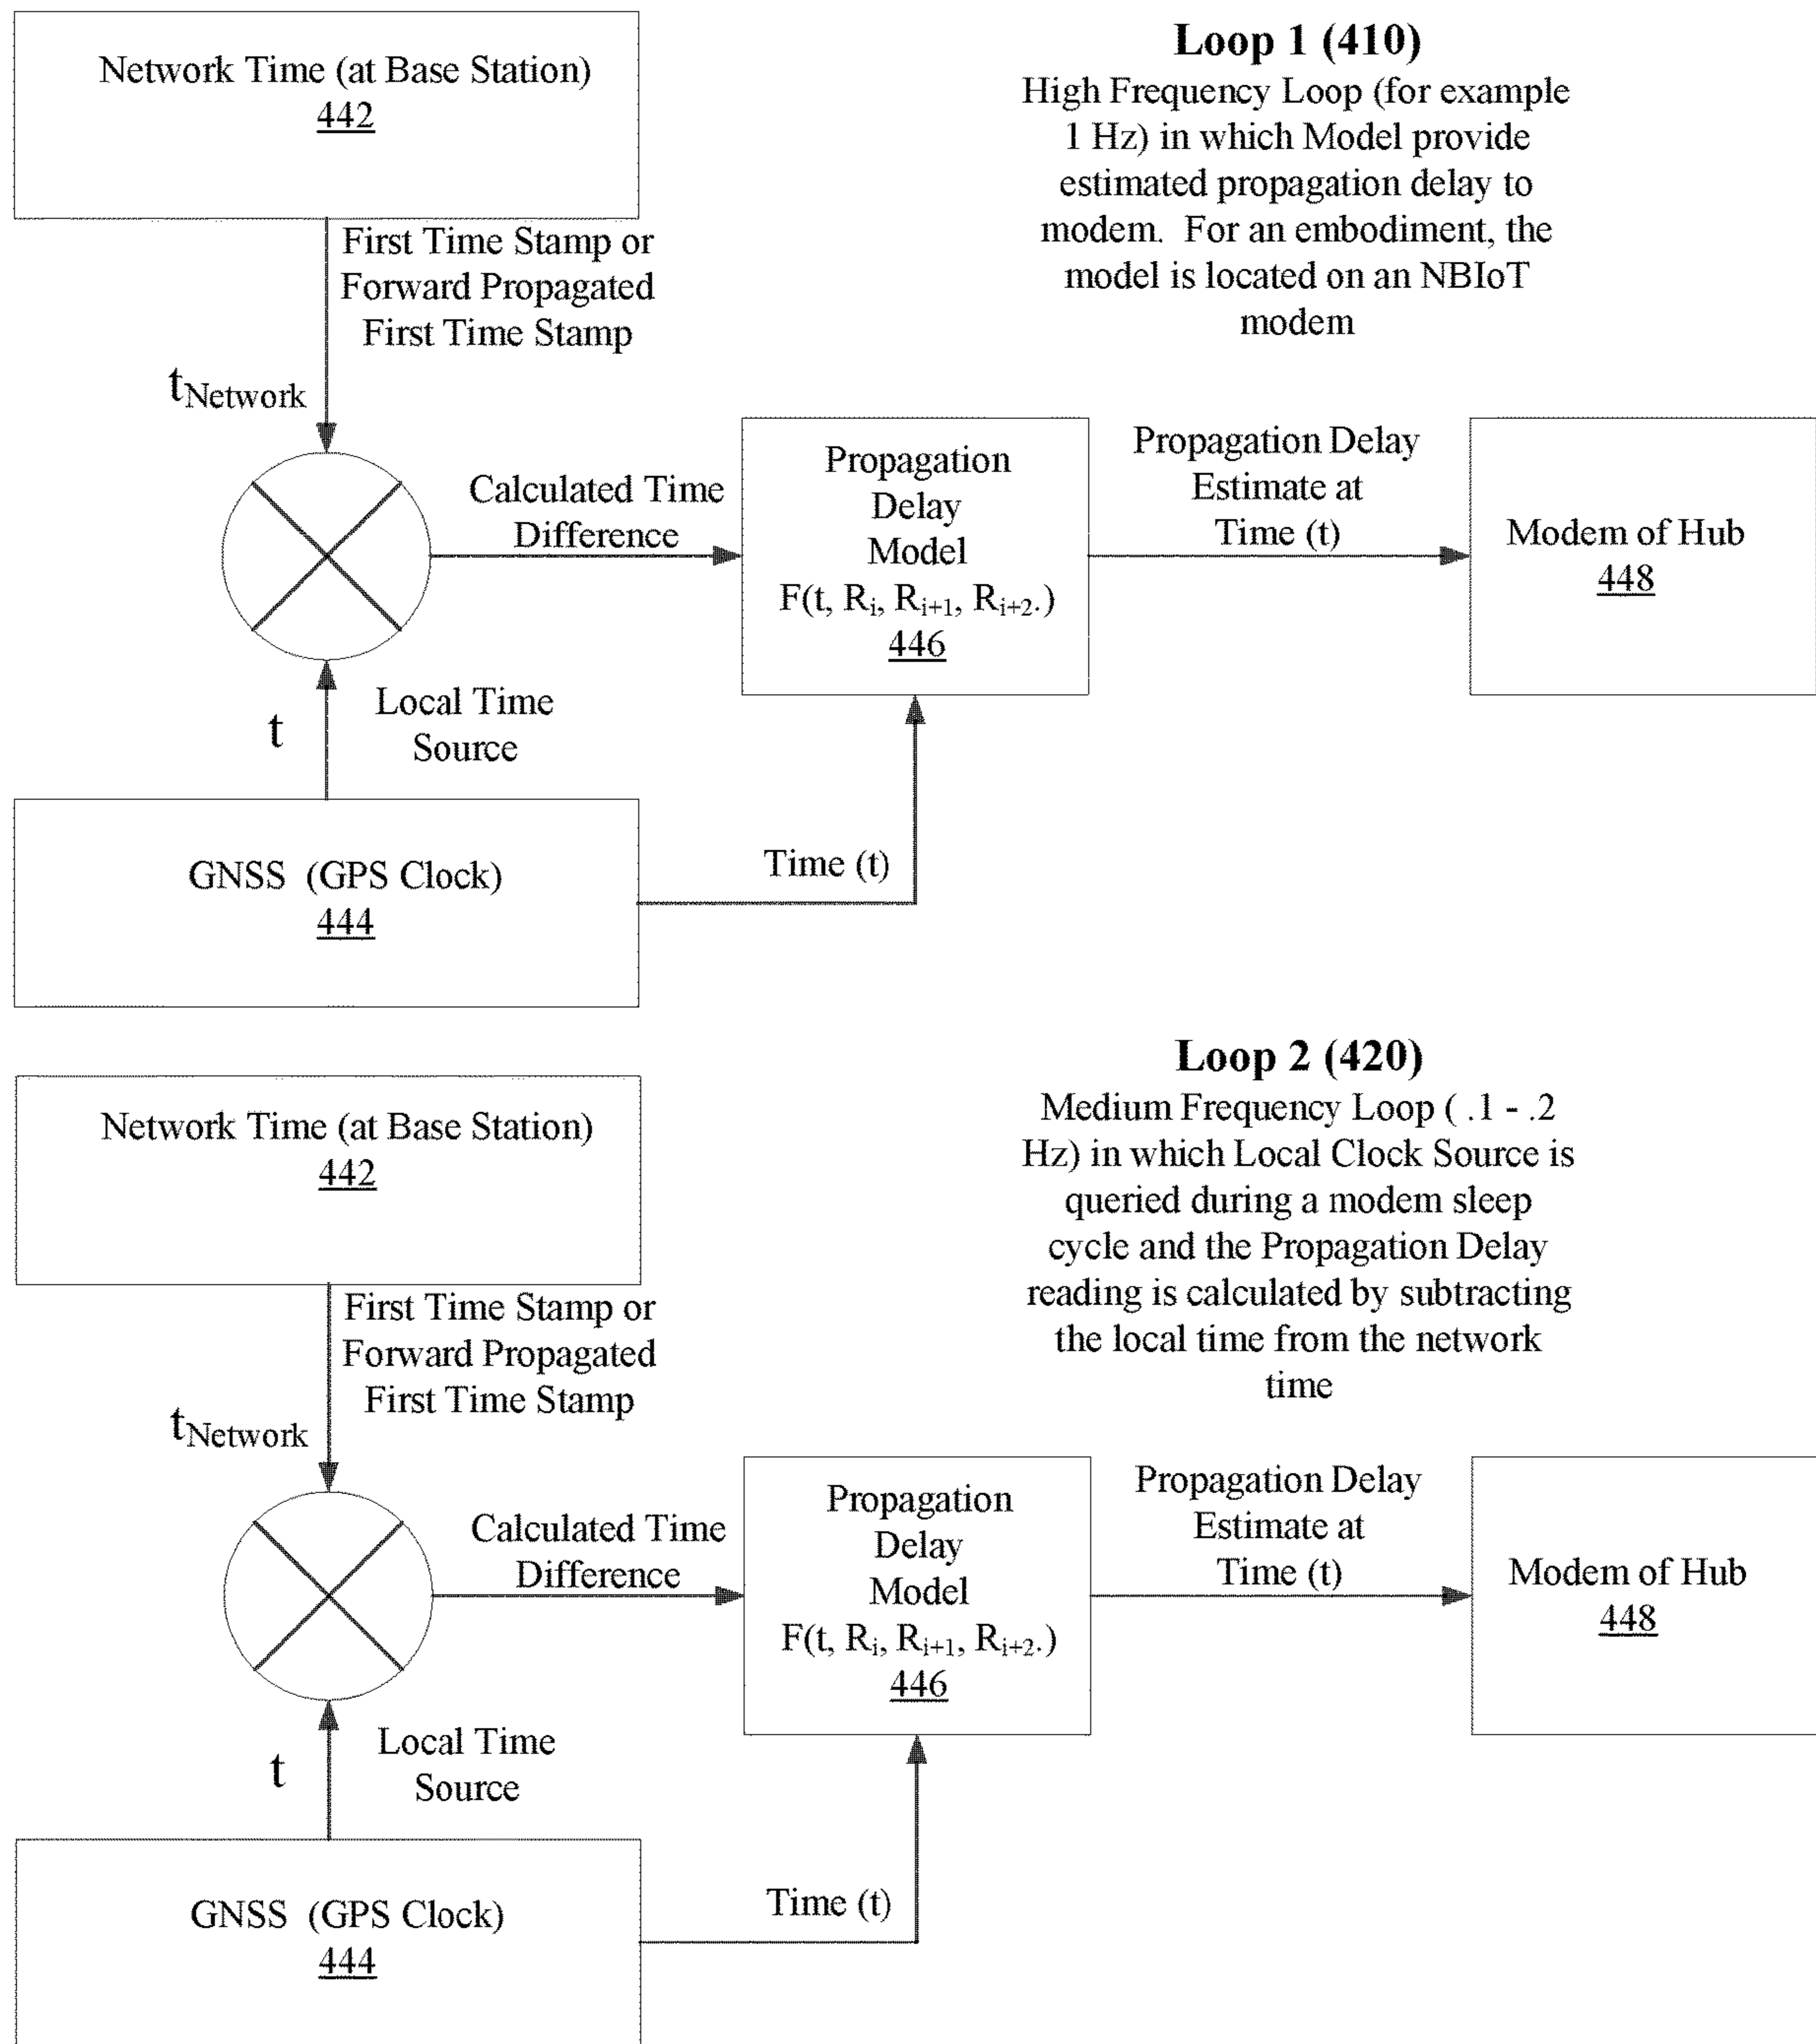 Network Time (at Base Station)
442
Loop 1 (410)
High Frequency Loop (for example
1 Hz) in which Model provide
estimated propagation delay to
modem. For an embodiment, the
model is located on an NBIoT
modem
First Time Stamp or
Forward Propagated
First Time Stamp
tNetwork
Calculated Time
Difference
Propagation
Delay
Model
F(t, Ri, Ri+1, Ri+2.)
446
Propagation Delay
Estimate at
Time (t)
Modem of Hub
448
t
Local Time
Source
GNSS (GPS Clock)
444
Time (t)
Loop 2 (420)
Medium Frequency Loop ( .1 - .2
Hz) in which Local Clock Source is
queried during a modem sleep
cycle and the Propagation Delay
reading is calculated by subtracting
the local time from the network
time
Network Time (at Base Station)
442
First Time Stamp or
Forward Propagated
First Time Stamp
tNetwork
Calculated Time
Difference
Propagation
Delay
Model
F(t, Ri, Ri+1, Ri+2.)
446
Propagation Delay
Estimate at
Time (t)
Modem of Hub
448
t
Local Time
Source
GNSS (GPS Clock)
444
Time (t)